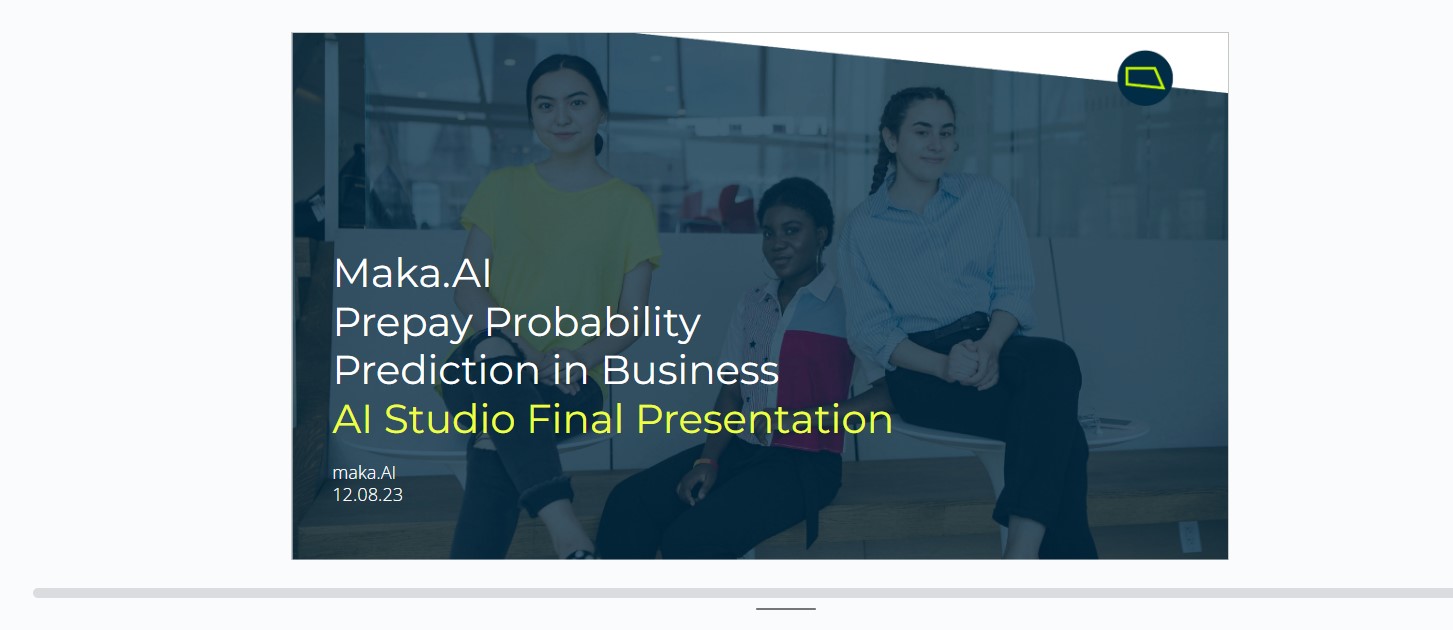 Maka.AI
Prepay Probability
Prediction in Business
AI Studio Final Presentation
maka.AI
12.08.23